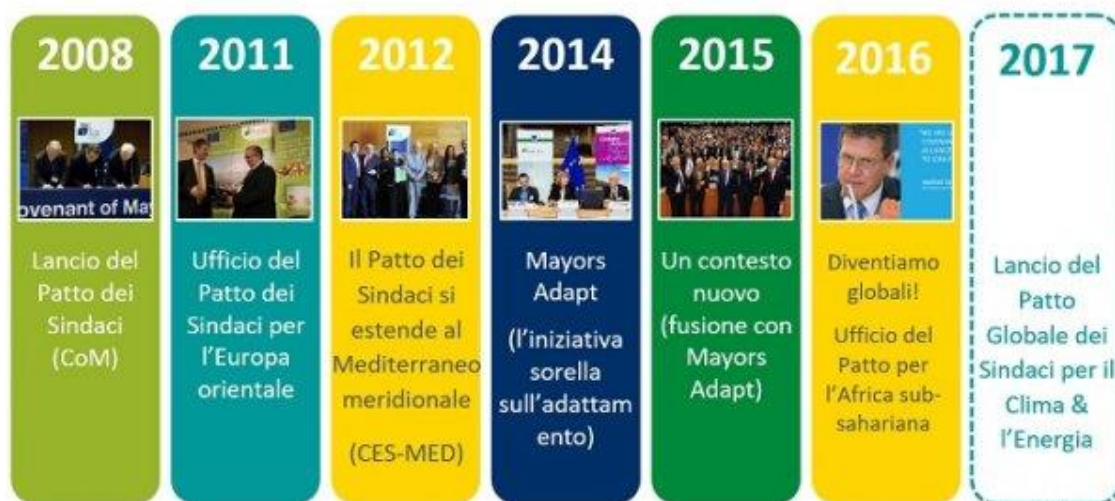 2008
ovenant of May
Lancio del
Patto dei
Sindaci
(CoM)
2011
Ufficio del
Patto dei
Sindaci per
l'Europa
orientale
2012
Il Patto dei
Sindaci si
estende al
Mediterraneo
meridionale
(CES-MED)
2014
Mayors
Adapt
(l'iniziativa
sorella
sull'adattam
ento)
2015
Un contesto
nuovo
(fusione con
Mayors
Adapt)
2016
Diventiamo
globali!
Ufficio del
Patto per
l'Africa sub-
sahariana
2017
Lancio del
Patto
Globale dei
Sindaci per il
Clima &
l'Energia